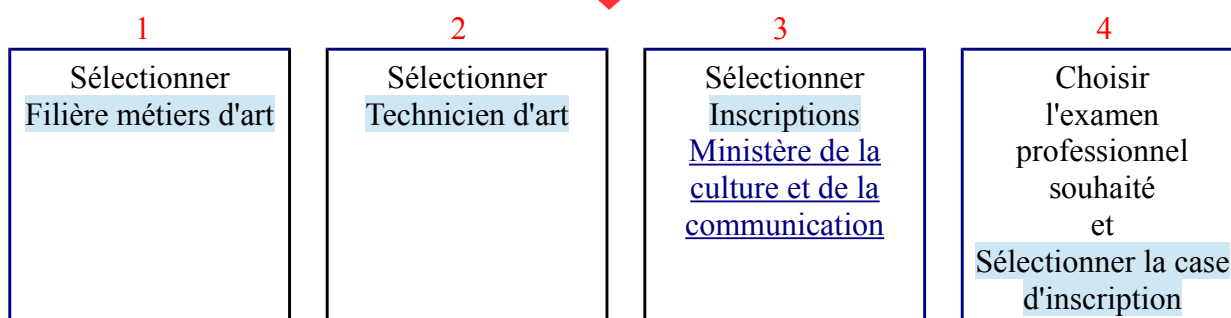 1
Sélectionner
Filière métiers d'art
2
Sélectionner
Technicien d'art
3
Sélectionner
Inscriptions
Ministère de la
culture et de la
communication
4
Choisir
l'examen
professionnel
souhaité
et
Sélectionner la case
d'inscription